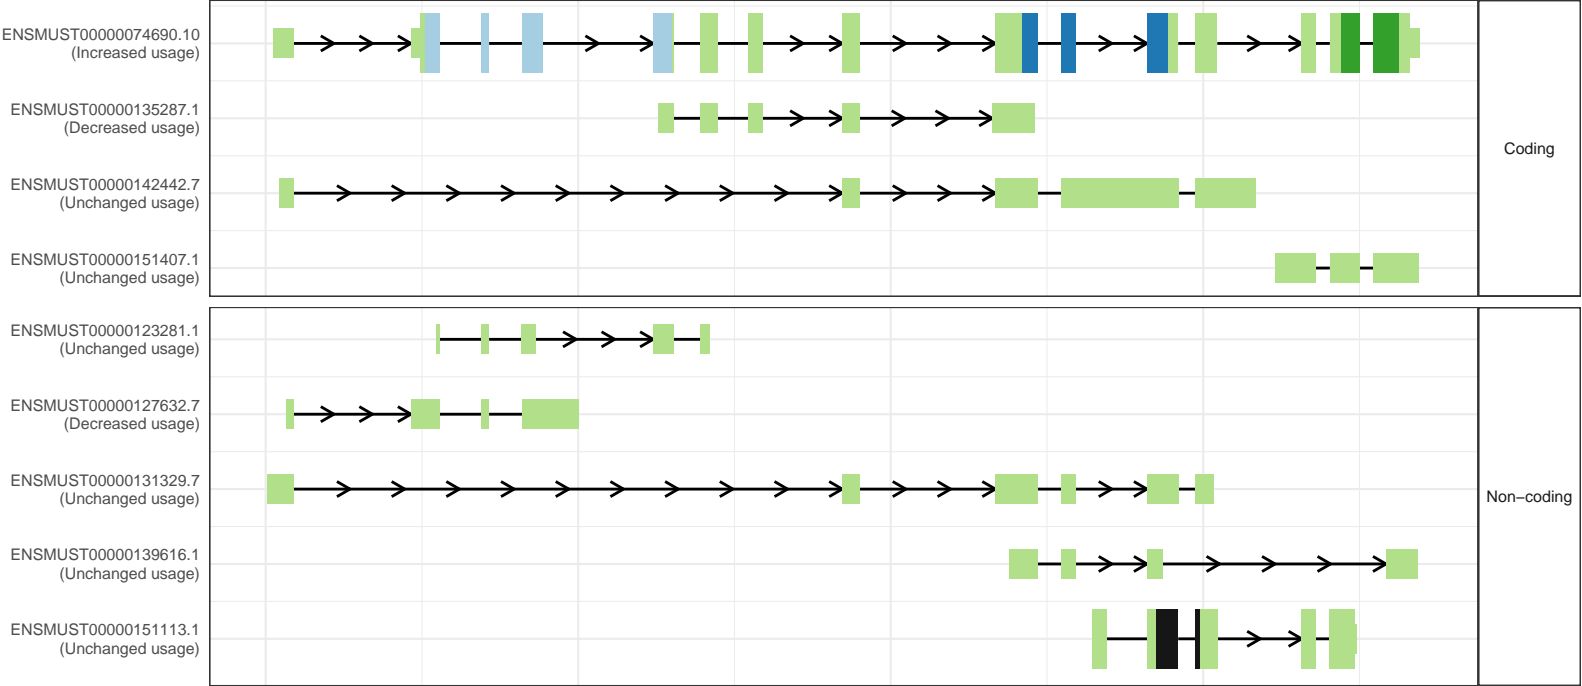 ENSMUST00000074690.10
(Increased usage)
ENSMUST00000135287.1
(Decreased usage)
ENSMUST00000142442.7
(Unchanged usage)
ENSMUST00000151407.1
(Unchanged usage)
Coding
ENSMUST00000123281.1
(Unchanged usage)
ENSMUST00000127632.7
(Decreased usage)
ENSMUST00000131329.7
(Unchanged usage)
ENSMUST00000139616.1
(Unchanged usage)
ENSMUST00000151113.1
(Unchanged usage)
Non−coding